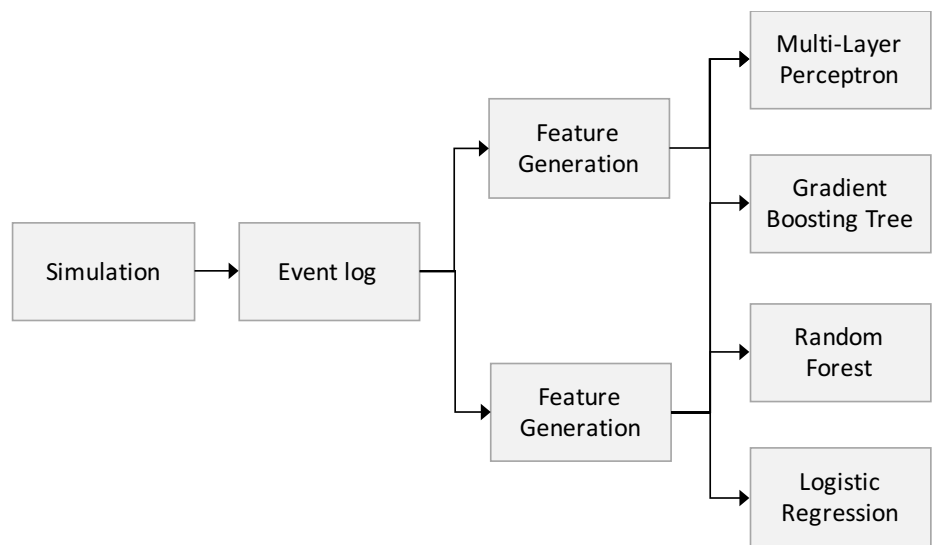 Simulation
Event log
Feature
Generation
Feature
Generation
Multi-Layer
Perceptron
Gradient
Boosting Tree
Random
Forest
Logistic
Regression